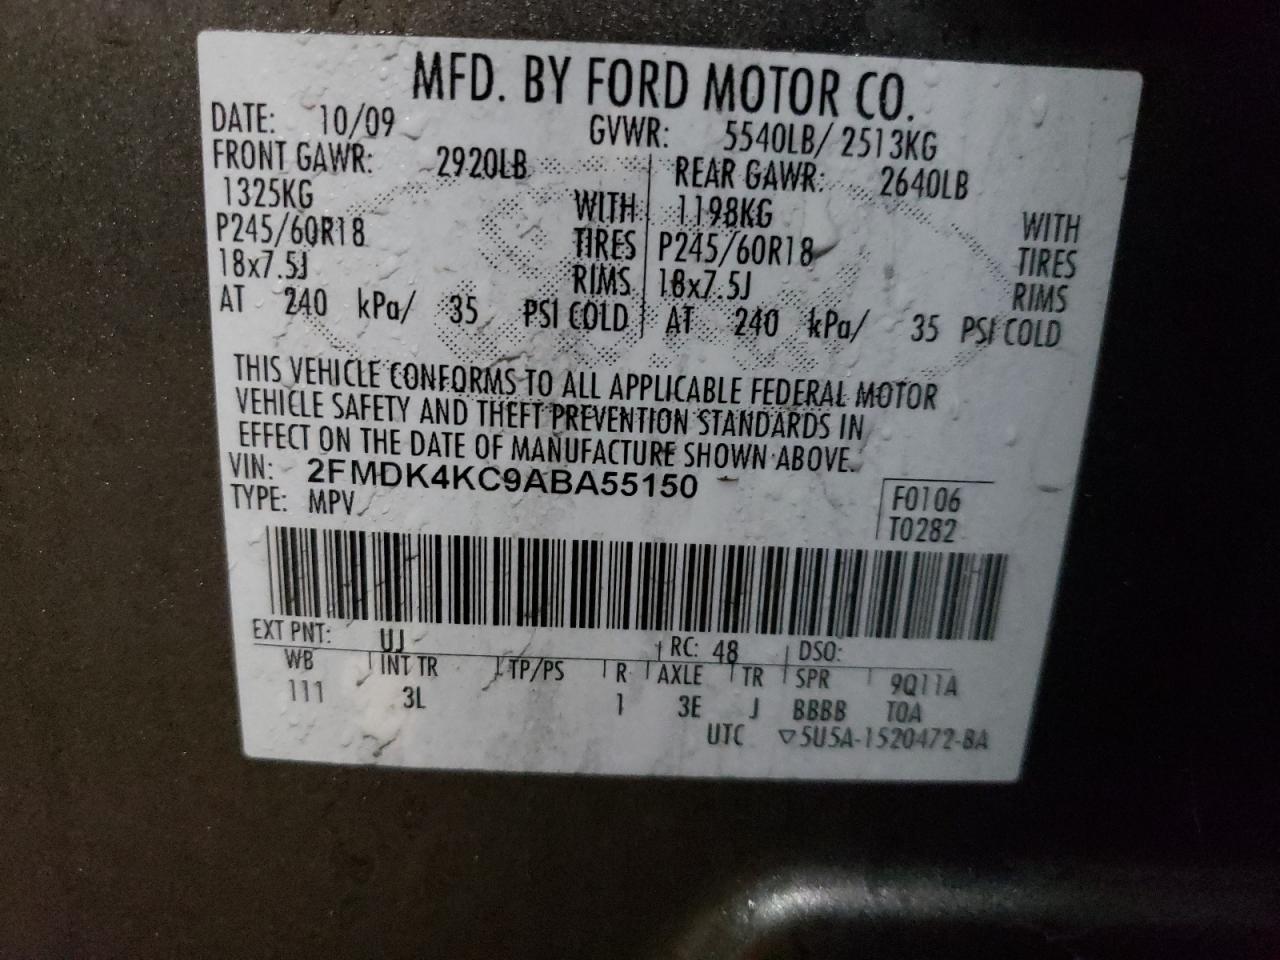 MFD. BY FORD MOTOR CO.
DATE: 10/09 GVWR: 5540LB/ 2513KG
FRONT GAWR: 2920LB REAR GAWR: 2640LB
1325KG WITH 1198KG WITH
P245/60R18 TIRES P245/60R18 TIRES
18x7.5J RIMS 18x7.5J RIMS
AT 240 kPa/ 35 PSI COLD AT 240 kPa/ 35 PSI COLD
THIS VEHICLE CONFORMS TO ALL APPLICABLE FEDERAL MOTOR
VEHICLE SAFETY AND THEFT PREVENTION STANDARDS IN
EFFECT ON THE DATE OF MANUFACTURE SHOWN ABOVE.
VIN: 2FMDK4KC9ABA55150
TYPE: MPV F0106
T0282
EXT PNT: UJ RC: 48 DSO:
WB INT TR TP/PS R AXLE TR SPR 9Q11A
111 3L 1 3E J BBBB TOA
UTC ▽5U5A-1520472-BA